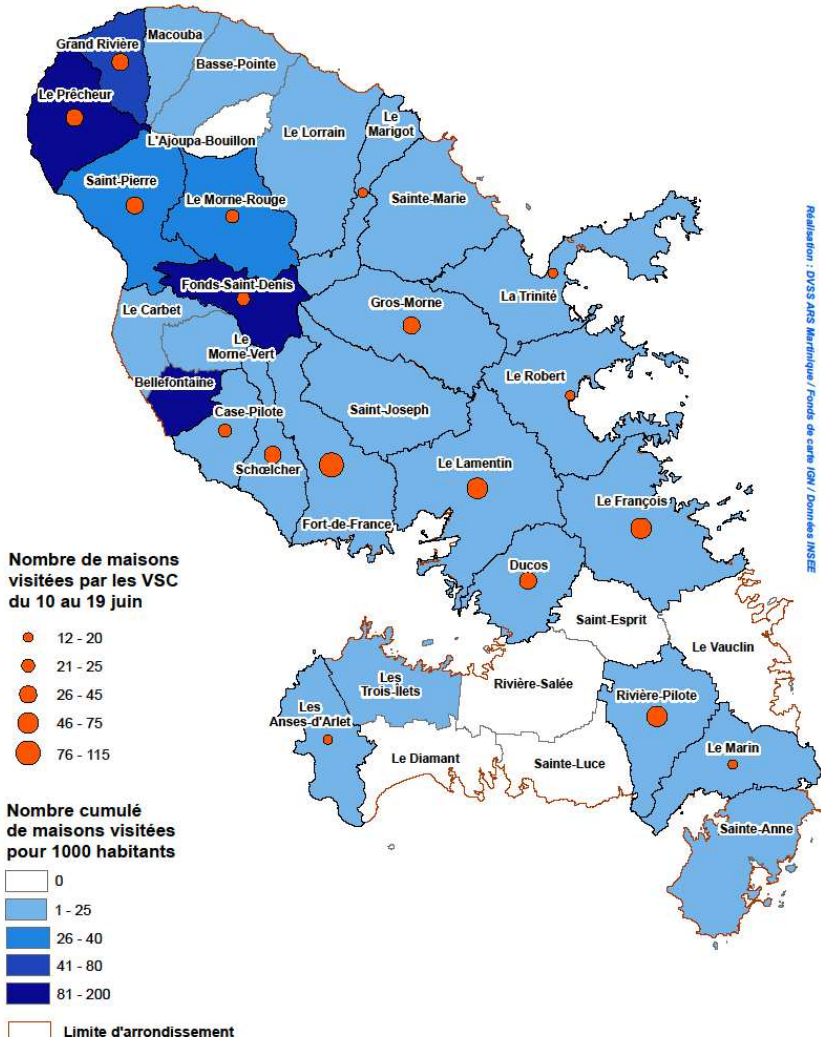 Macouba
Grand Rivière
Basse-Pointe
Le Prêcheur
Le
Marigot
L'Ajoupa-Bouillon
Le Lorrain
Saint-Pierre
Le Morne-Rouge
Sainte-Marie
Fonds-Saint-Denis
La Trinité
Le Carbet
Gros-Morne
Le
Morne-Vert
Bellefontaine
Le Robert
Case-Pilote
Saint-Joseph
Schœlcher
Le Lamentin
Le François
Fort-de-France
Ducos
Saint-Esprit
Le Vauclin
Les
Trois-Îlets
Rivière-Salée
Rivière-Pilote
Les
Anses-d'Arlet
Le Diamant
Sainte-Luce
Le Marin
Sainte-Anne
Réalisation : DVSS ARS Martinique / Fonds de carte IGN / Données INSEE
Nombre de maisons
visitées par les VSC
du 10 au 19 juin
12 - 20
21 - 25
26 - 45
46 - 75
76 - 115
Nombre cumulé
de maisons visitées
pour 1000 habitants
0
1 - 25
26 - 40
41 - 80
81 - 200
Limite d'arrondissement